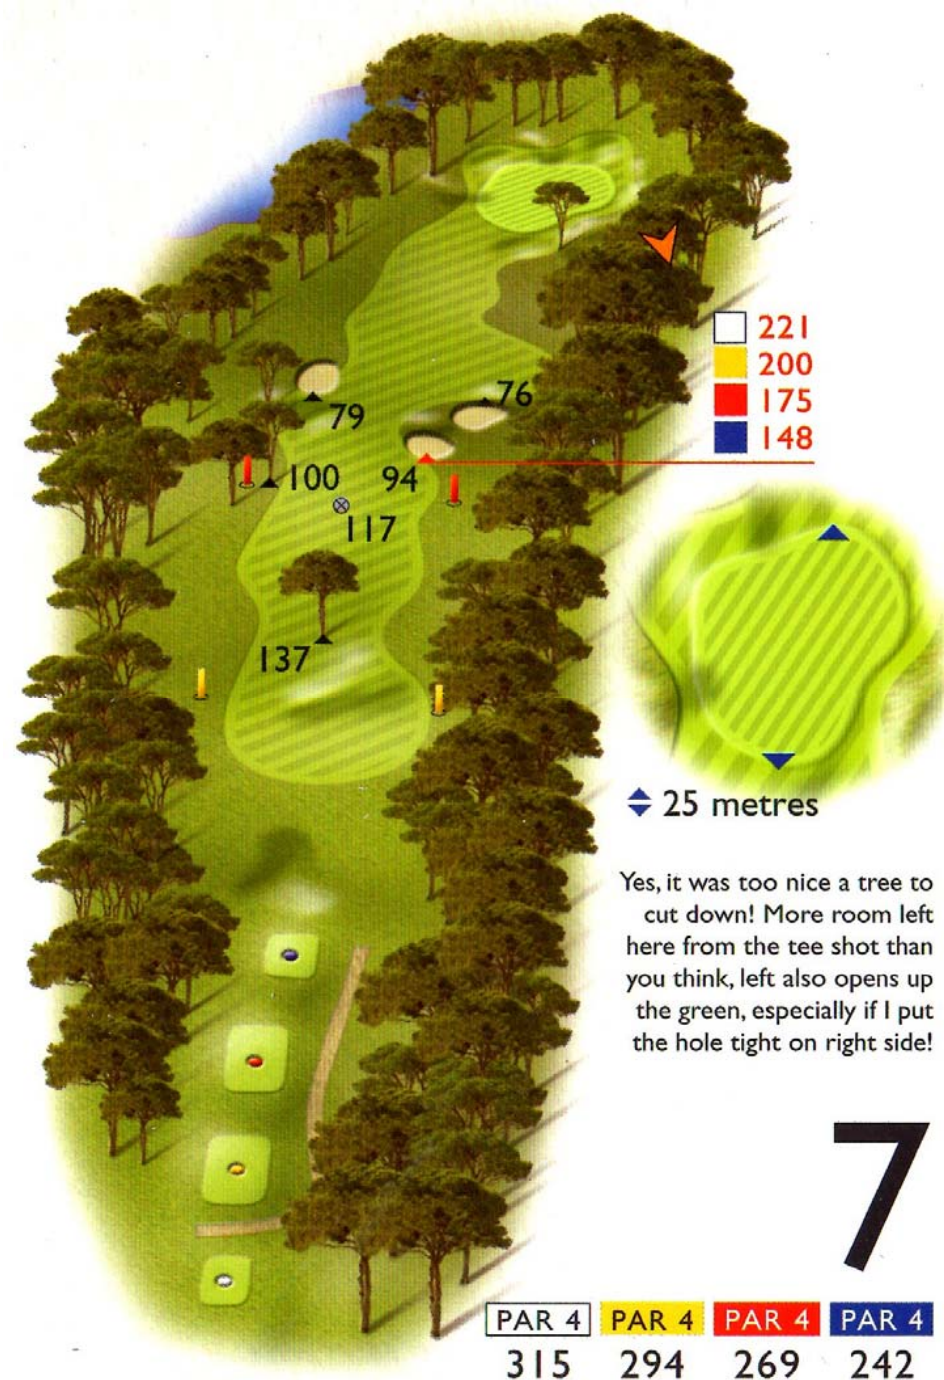 221
200
175
148
76
79
100
94
117
137
25 metres
Yes, it was too nice a tree to
cut down! More room left
here from the tee shot than
you think, left also opens up
the green, especially if I put
the hole tight on right side!
7
PAR 4 PAR 4 PAR 4 PAR 4
315 294 269 242